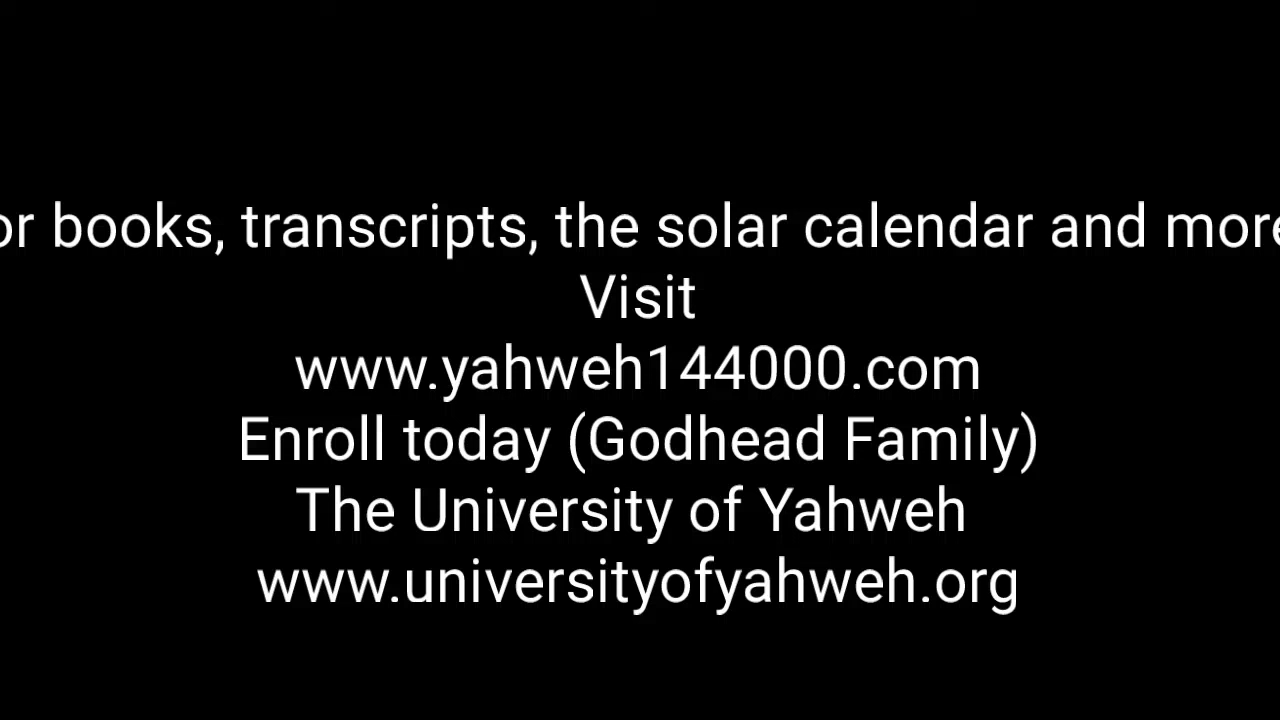 or books, transcripts, the solar calendar and more
Visit
www.yahweh144000.com
Enroll today (Godhead Family)
The University of Yahweh
www.universityofyahweh.org